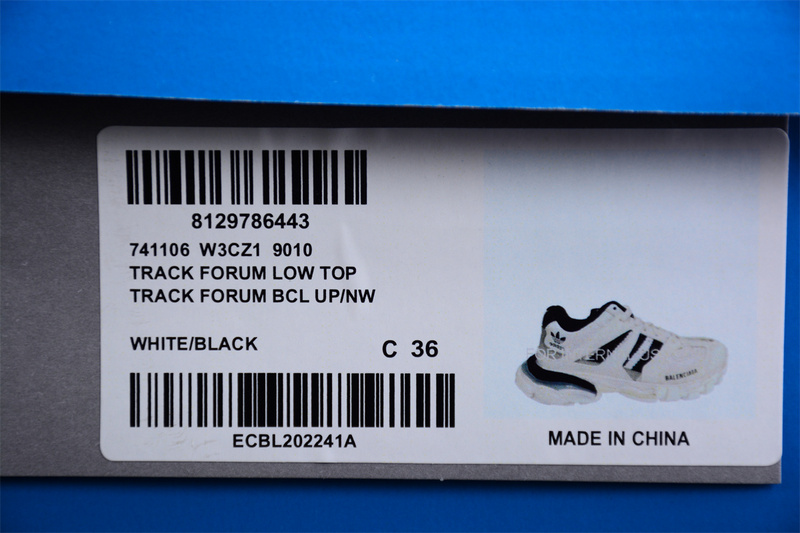 8129786443
741106 W3CZ1 9010
TRACK FORUM LOW TOP
TRACK FORUM BCL UP/NW
WHITE/BLACK
C 36
ECBL202241A
BALENCIAGA
MADE IN CHINA